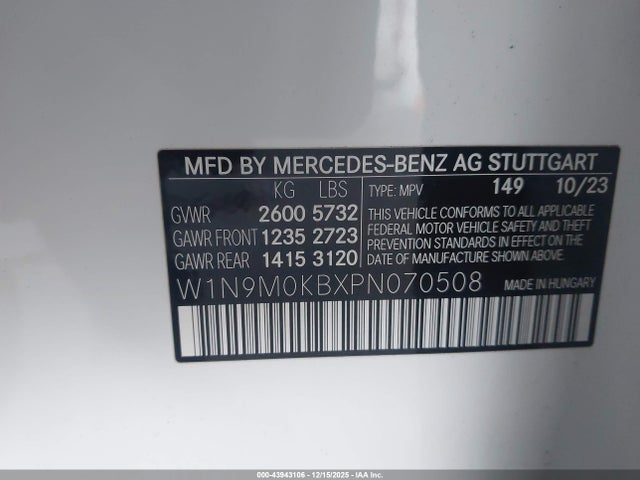 MFD BY MERCEDES-BENZ AG STUTTGART
KG LBS
TYPE: MPV 149 10/23
GVWR 2600 5732
GAWR FRONT 1235 2723
GAWR REAR 1415 3120
THIS VEHICLE CONFORMS TO ALL APPLICABLE
FEDERAL MOTOR VEHICLE SAFETY AND THEFT
PREVENTION STANDARDS IN EFFECT ON THE
DATE OF MANUFACTURE SHOWN ABOVE.
W1N9M0KBXPN070508
MADE IN HUNGARY
000-43943106 - 12/15/2025 - IAA Inc.